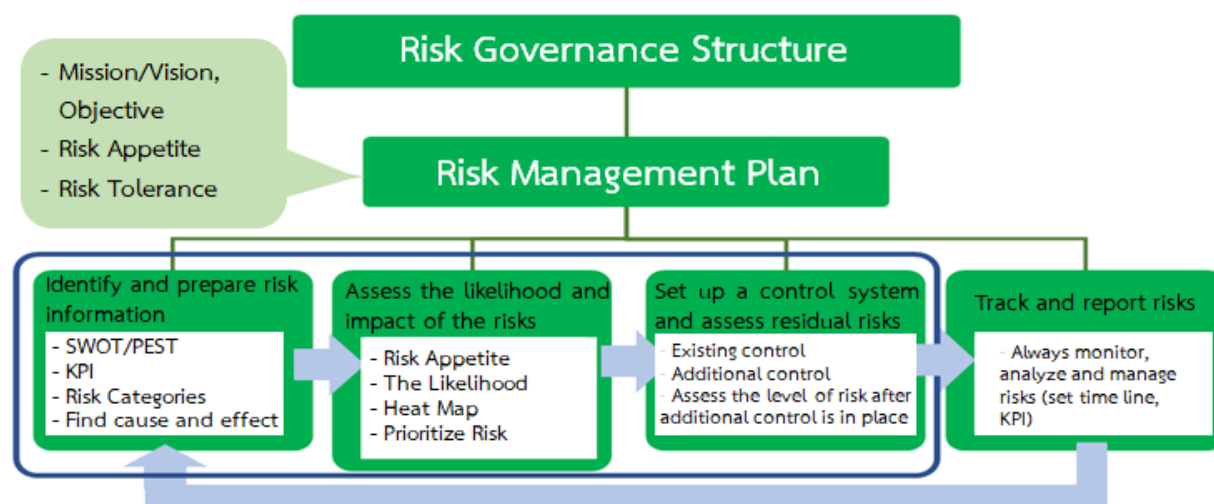 Risk Governance Structure
- Mission/Vision,
Objective
- Risk Appetite
- Risk Tolerance
Risk Management Plan
Identify and prepare risk
information
- SWOT/PEST
- KPI
- Risk Categories
- Find cause and effect
Assess the likelihood and
impact of the risks
- Risk Appetite
- The Likelihood
- Heat Map
- Prioritize Risk
Set up a control system
and assess residual risks
- Existing control
- Additional control
- Assess the level of risk after
additional control is in place
Track and report risks
- Always monitor,
analyze and manage
risks (set time line,
KPI)